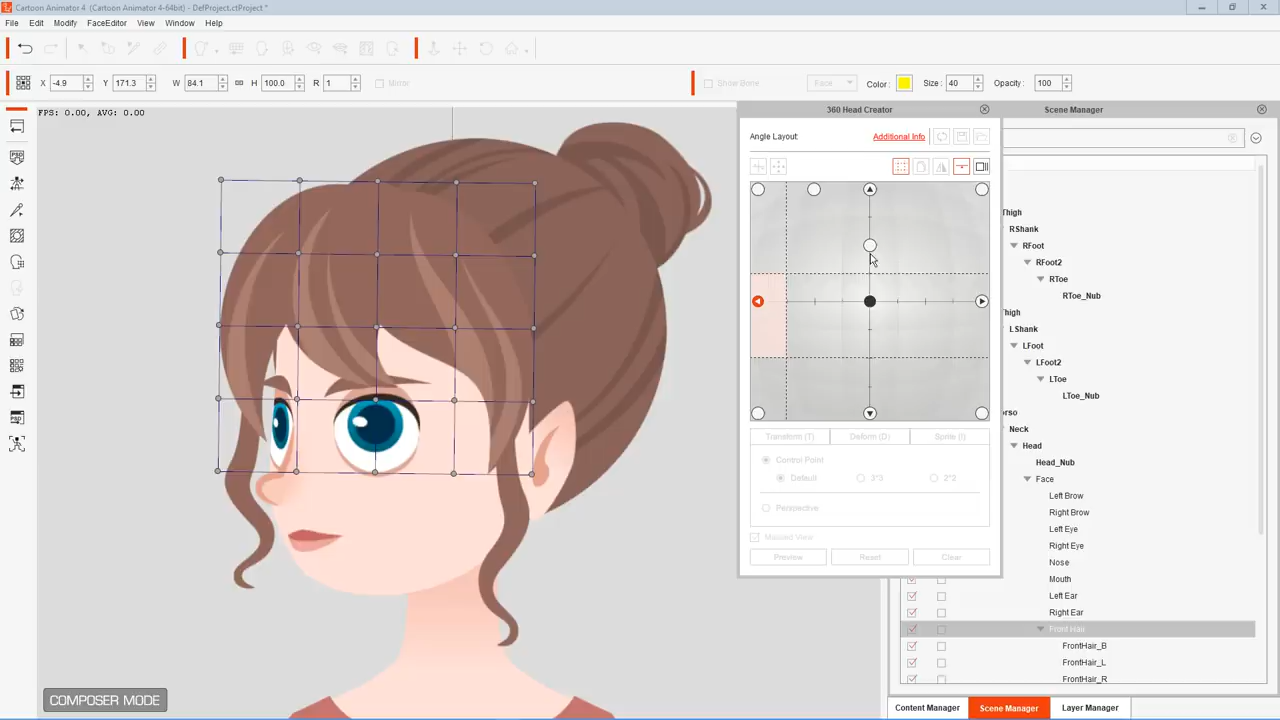 Cartoon Animator 4 (Cartoon Animator 4-64bit) - DefProject.ctProject *
File Edit Modify FaceEditor View Window Help
X -4.9 Y 171.3 W 84.1 H 100.0 R 1 Mirror Show Bone Face Color: Size: 40 Opacity: 100
FPS: 0.00, AVG: 0.00
360 Head Creator
Scene Manager
Angle Layout:
Additional Info
Thigh
RShank
RFoot
RFoot2
RToe
RToe_Nub
Thigh
LShank
LFoot
LFoot2
LToe
LToe_Nub
Torso
Neck
Head
Head_Nub
Face
Left Brow
Right Brow
Left Eye
Right Eye
Nose
Mouth
Left Ear
Right Ear
Front Hair
FrontHair_B
FrontHair_L
FrontHair_R
Transform (T) Deform (D) Sprite (I)
Control Point
Default 3*3 2*2
Perspective
Masked View
Preview Reset Clear
COMPOSER MODE
PSD
Content Manager Scene Manager Layer Manager